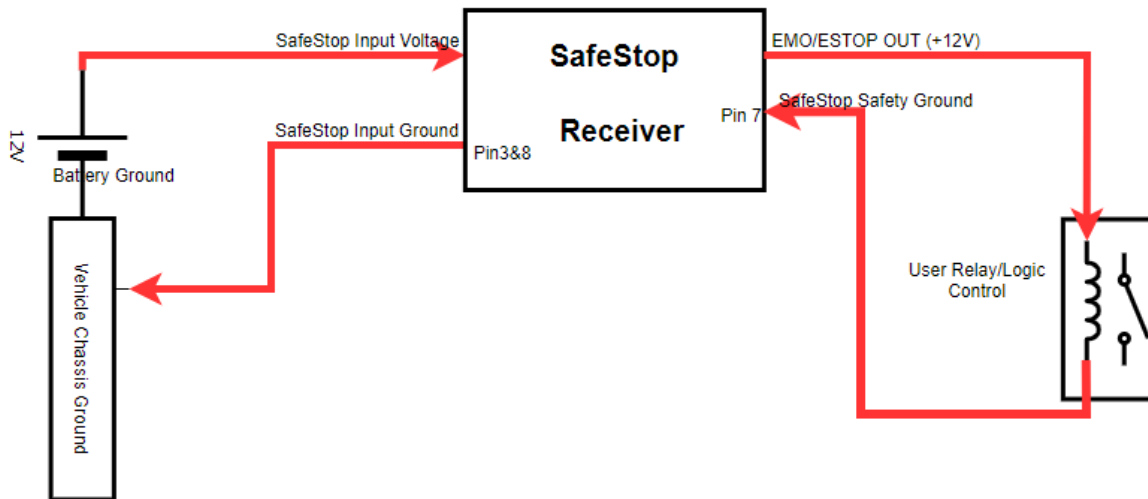 SafeStop Input Voltage
SafeStop
Receiver
EMO/ESTOP OUT (+12V)
SafeStop Safety Ground
Pin 7
SafeStop Input Ground
Pin3&8
12V
Battery Ground
Vehicle Chassis Ground
User Relay/Logic
Control